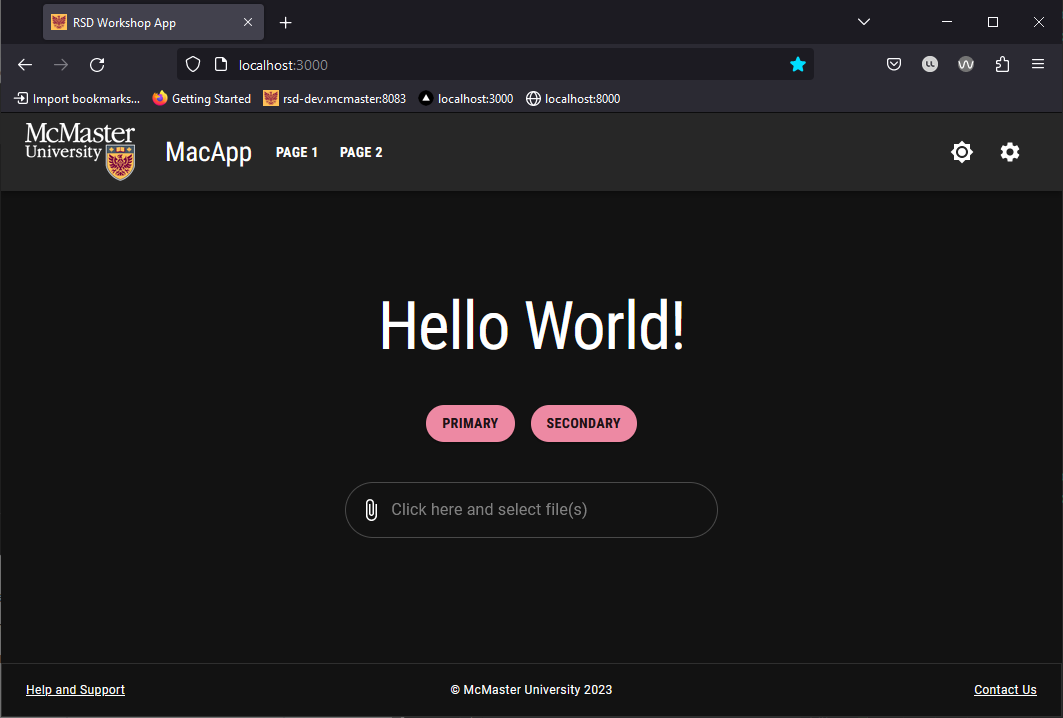 RSD Workshop App
localhost:3000
Import bookmarks... Getting Started rsd-dev.mcmaster:8083 localhost:3000 localhost:8000
McMaster
University
MacApp PAGE 1 PAGE 2
Hello World!
PRIMARY SECONDARY
Click here and select file(s)
Help and Support © McMaster University 2023 Contact Us